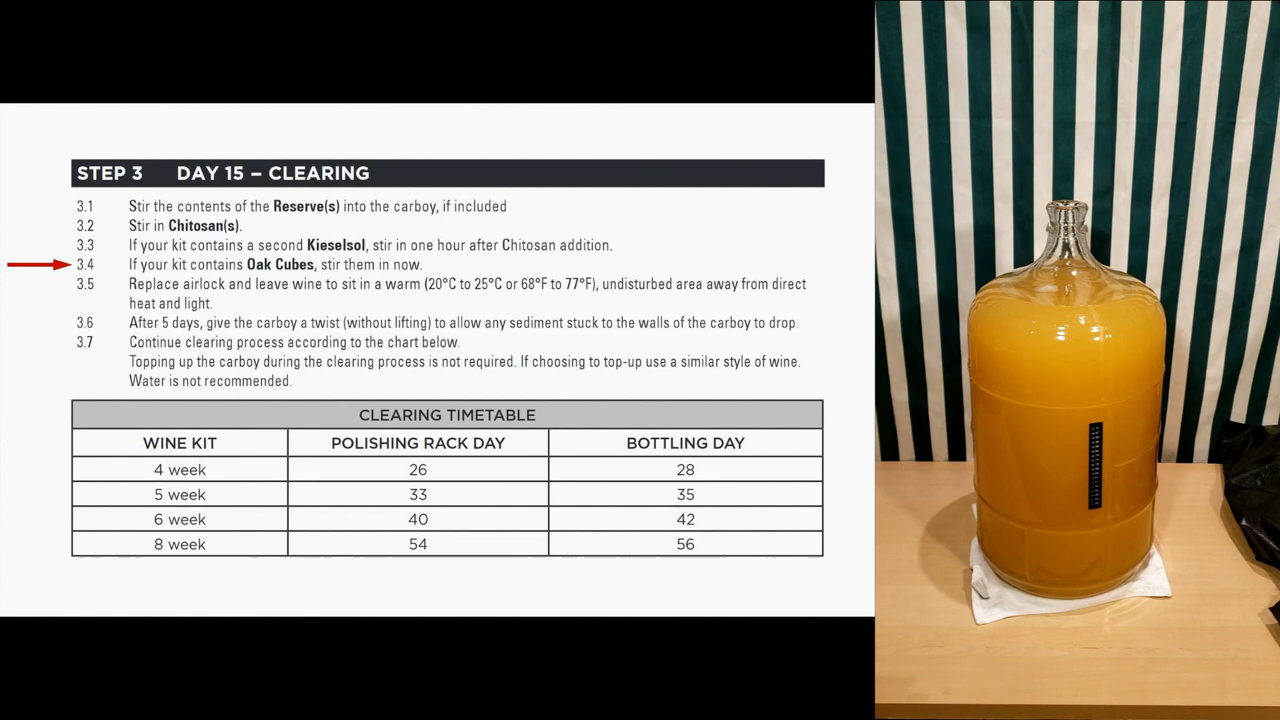 STEP 3 DAY 15 – CLEARING
3.1 Stir the contents of the Reserve(s) into the carboy, if included
3.2 Stir in Chitosan(s).
3.3 If your kit contains a second Kieselsol, stir in one hour after Chitosan addition.
3.4 If your kit contains Oak Cubes, stir them in now.
3.5 Replace airlock and leave wine to sit in a warm (20°C to 25°C or 68°F to 77°F), undisturbed area away from direct
heat and light.
3.6 After 5 days, give the carboy a twist (without lifting) to allow any sediment stuck to the walls of the carboy to drop.
3.7 Continue clearing process according to the chart below.
Topping up the carboy during the clearing process is not required. If choosing to top-up use a similar style of wine.
Water is not recommended.
CLEARING TIMETABLE
WINE KIT POLISHING RACK DAY BOTTLING DAY
4 week 26 28
5 week 33 35
6 week 40 42
8 week 54 56